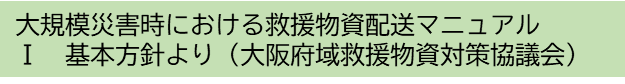 大規模災害時における救援物資配送マニュアル
Ⅰ　基本方針より（大阪府域救援物資対策協議会）